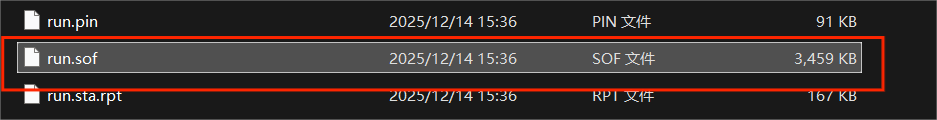 run.pin 2025/12/14 15:36 PIN 文件 91 KB
run.sof 2025/12/14 15:36 SOF 文件 3,459 KB
run.sta.rpt 2025/12/14 15:36 RPT 文件 167 KB